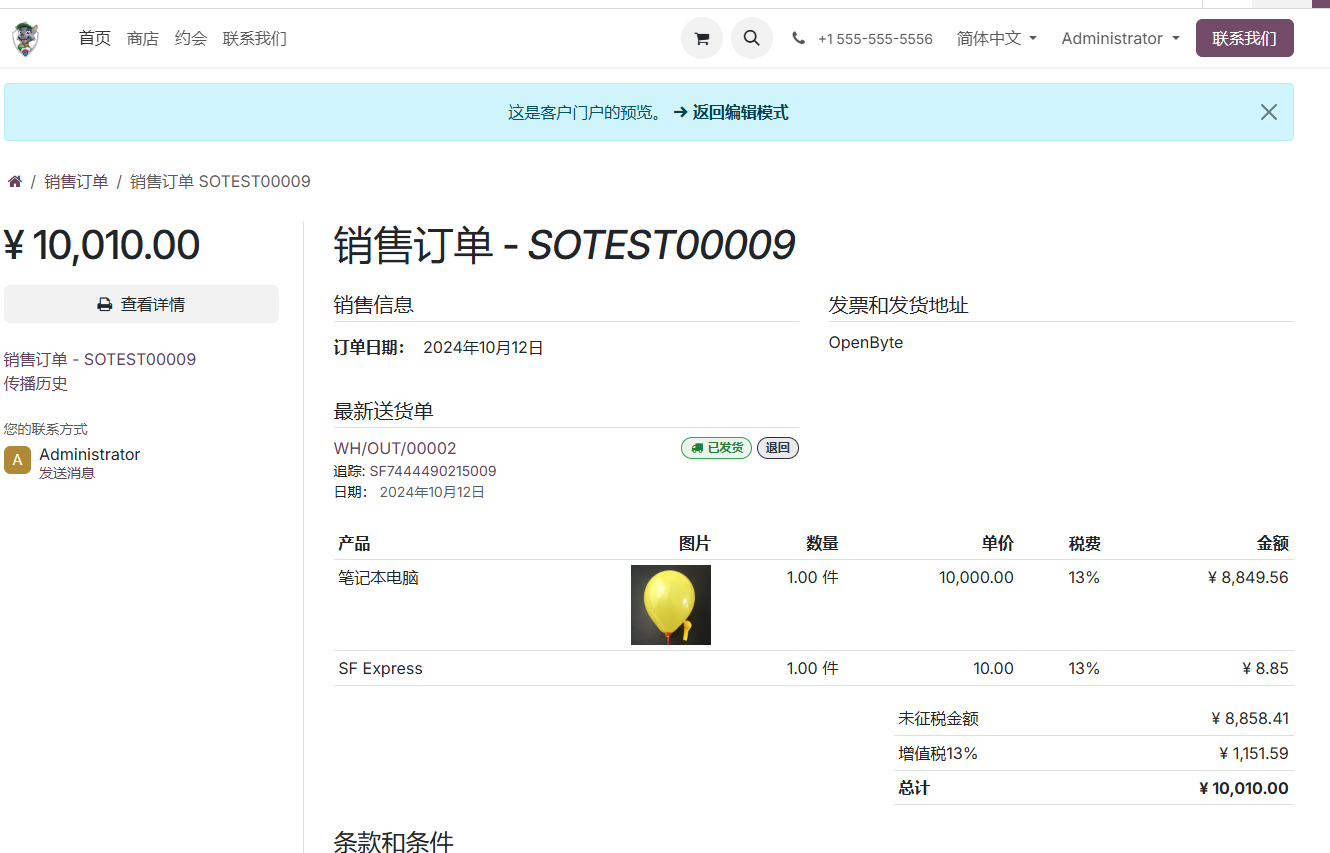 首页 商店 约会 联系我们 +1 555-555-5556 简体中文 Administrator 联系我们
这是客户门户的预览。 返回编辑模式
/ 销售订单 / 销售订单 SOTEST00009
¥ 10,010.00
查看详情
销售订单 - SOTEST00009
传播历史
您的联系方式
A Administrator
发送消息
销售订单 - SOTEST00009
销售信息
订单日期： 2024年10月12日
发票和发货地址
OpenByte
最新送货单
WH/OUT/00002 已发货 退回
追踪: SF7444490215009
日期： 2024年10月12日
产品 图片 数量 单价 税费 金额
笔记本电脑 1.00 件 10,000.00 13% ¥ 8,849.56
SF Express 1.00 件 10.00 13% ¥ 8.85
未征税金额 ¥ 8,858.41
增值税13% ¥ 1,151.59
总计 ¥ 10,010.00
条款和条件